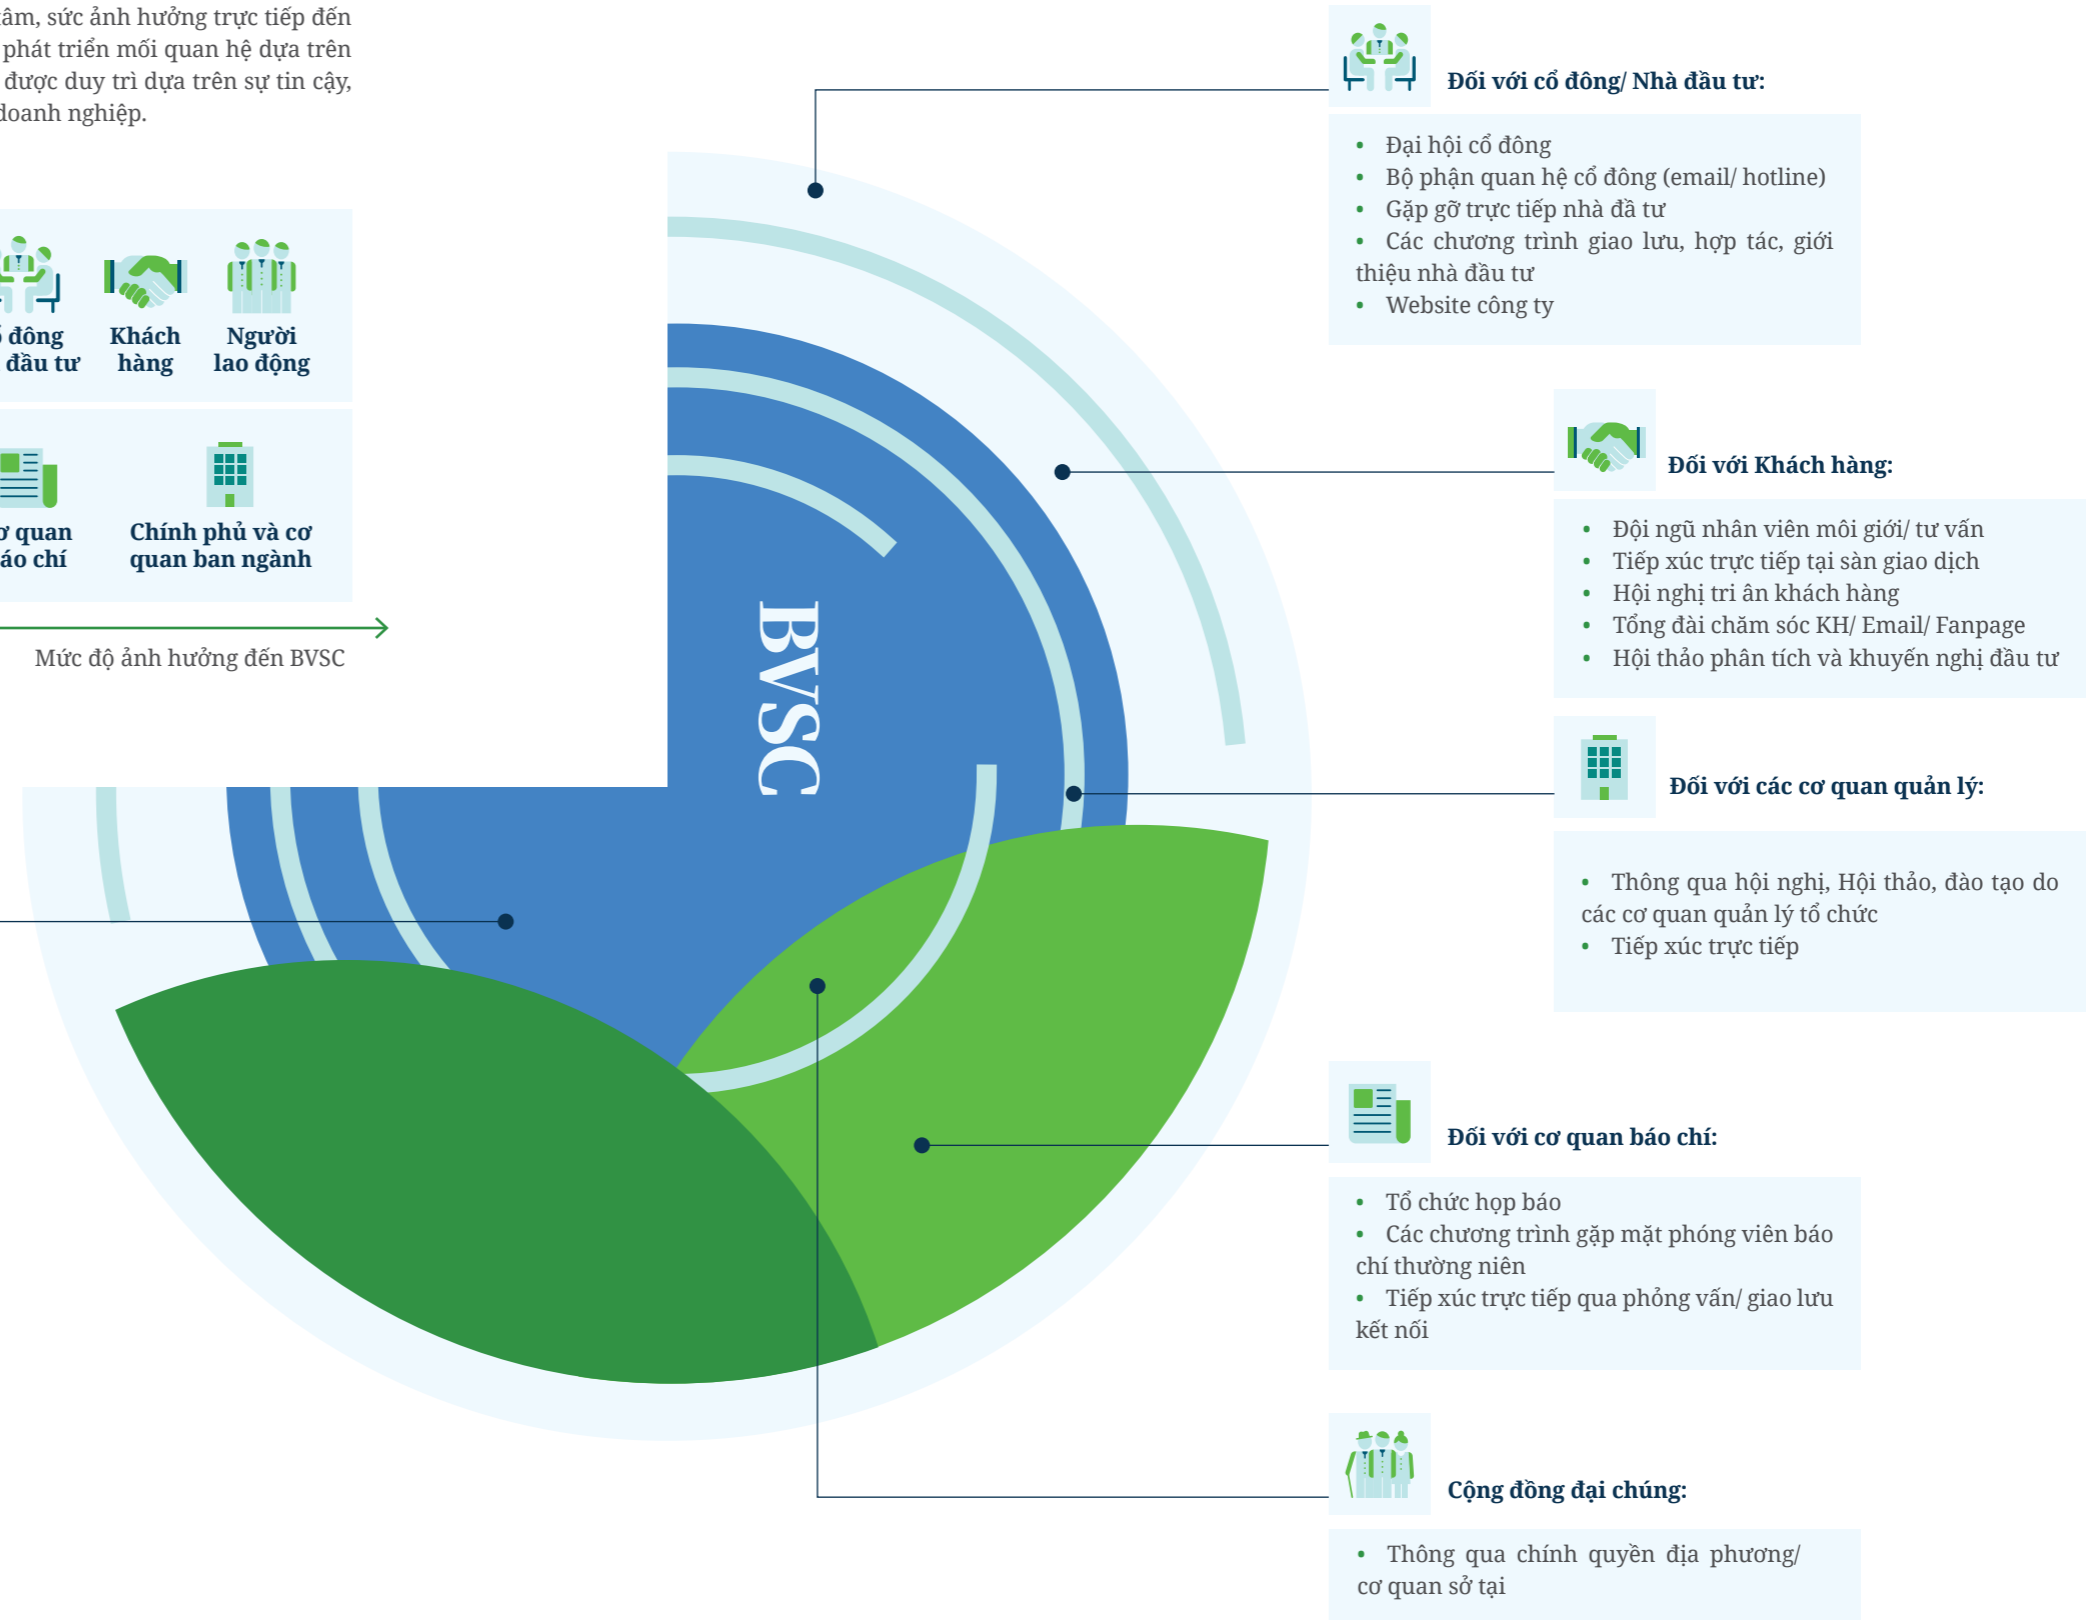 sức ảnh hưởng trực tiếp đến
phát triển mối quan hệ dựa trên
được duy trì dựa trên sự tin cậy,
doanh nghiệp.
đông
đầu tư
Khách
hàng
Người
lao động
quan
chí
Chính phủ và cơ
quan ban ngành
Mức độ ảnh hưởng đến BVSC
BVSC
Đối với cổ đông/ Nhà đầu tư:
• Đại hội cổ đông
• Bộ phận quan hệ cổ đông (email/ hotline)
• Gặp gỡ trực tiếp nhà đầ tư
• Các chương trình giao lưu, hợp tác, giới
thiệu nhà đầu tư
• Website công ty
Đối với Khách hàng:
• Đội ngũ nhân viên môi giới/ tư vấn
• Tiếp xúc trực tiếp tại sàn giao dịch
• Hội nghị tri ân khách hàng
• Tổng đài chăm sóc KH/ Email/ Fanpage
• Hội thảo phân tích và khuyến nghị đầu tư
Đối với các cơ quan quản lý:
• Thông qua hội nghị, Hội thảo, đào tạo do
các cơ quan quản lý tổ chức
• Tiếp xúc trực tiếp
Đối với cơ quan báo chí:
• Tổ chức họp báo
• Các chương trình gặp mặt phóng viên báo
chí thường niên
• Tiếp xúc trực tiếp qua phỏng vấn/ giao lưu
kết nối
Cộng đồng đại chúng:
• Thông qua chính quyền địa phương/
cơ quan sở tại